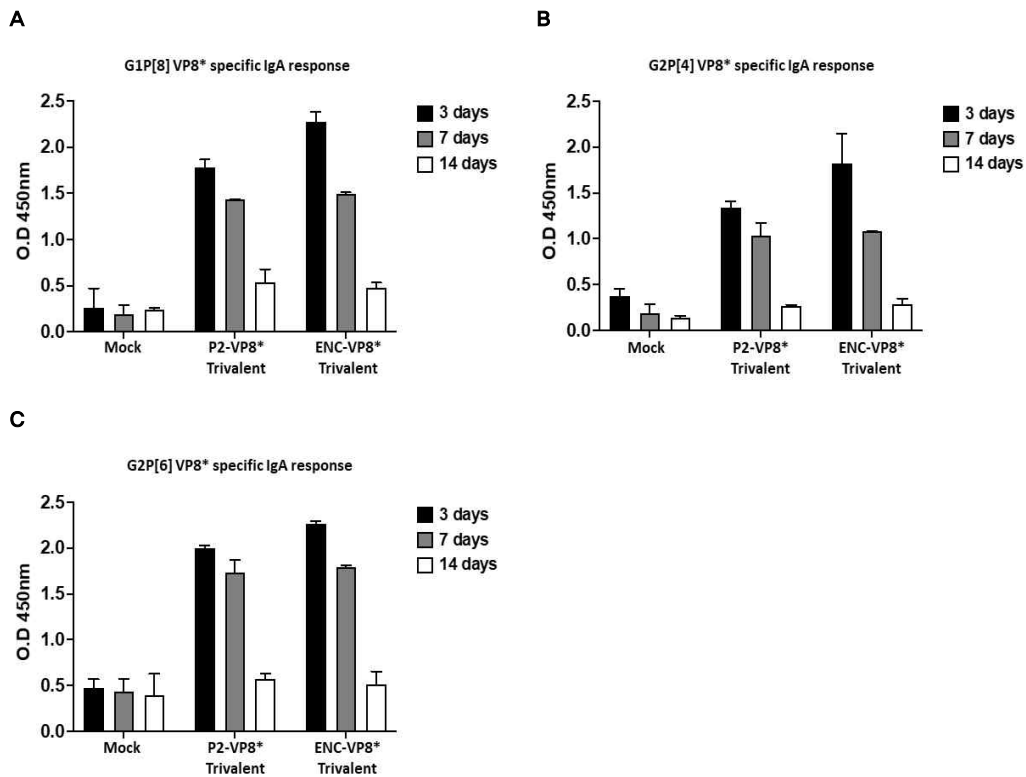 A
G1P[8] VP8* specific IgA response
2.5
2.0
1.5
1.0
0.5
0.0
O.D 450nm
3 days
7 days
14 days
Mock
P2-VP8*
Trivalent
ENC-VP8*
Trivalent
B
G2P[4] VP8* specific IgA response
2.5
2.0
1.5
1.0
0.5
0.0
O.D 450nm
3 days
7 days
14 days
Mock
P2-VP8*
Trivalent
ENC-VP8*
Trivalent
C
G2P[6] VP8* specific IgA response
2.5
2.0
1.5
1.0
0.5
0.0
O.D 450nm
3 days
7 days
14 days
Mock
P2-VP8*
Trivalent
ENC-VP8*
Trivalent